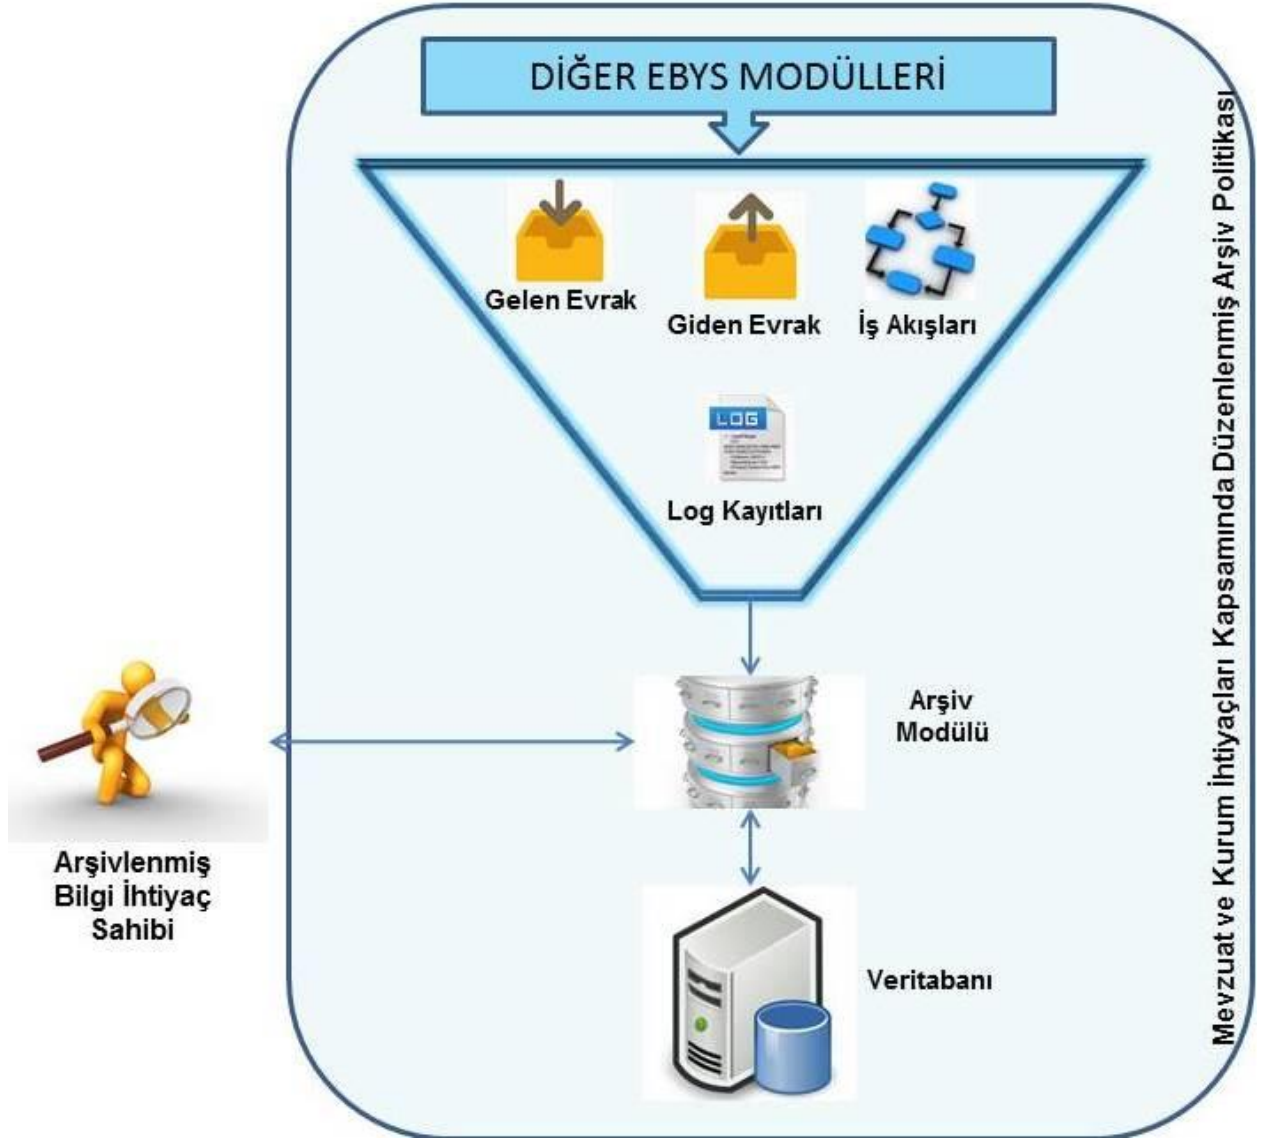 DİĞER EBYS MODÜLLERİ
Gelen Evrak
Giden Evrak
İş Akışları
LOG
Log Kayıtları
Arşiv
Modülü
Arşivlenmiş
Bilgi İhtiyaç
Sahibi
Veritabanı
Mevzuat ve Kurum İhtiyaçları Kapsamında Düzenlenmiş Arşiv Politikası